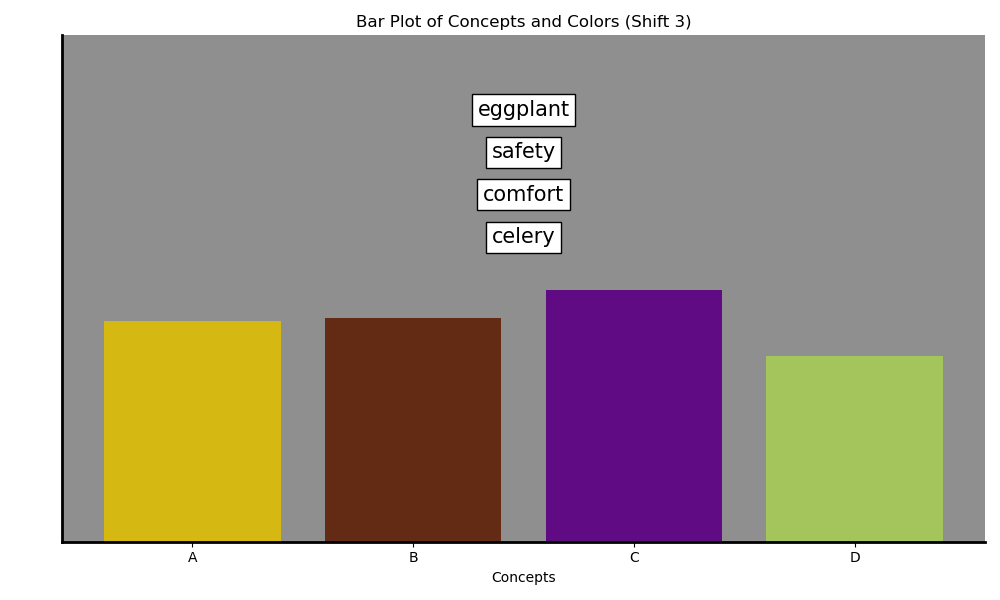 Bar Plot of Concepts and Colors (Shift 3)
eggplant
safety
comfort
celery
A B C D
Concepts